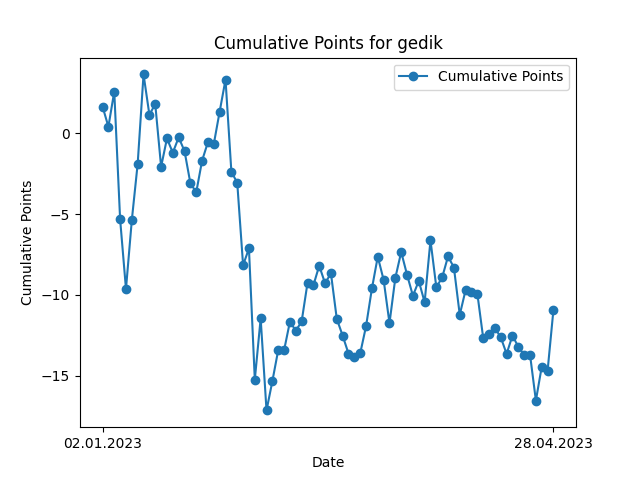 Cumulative Points for gedik
Cumulative Points
0
−5
−10
−15
Cumulative Points
02.01.2023
28.04.2023
Date